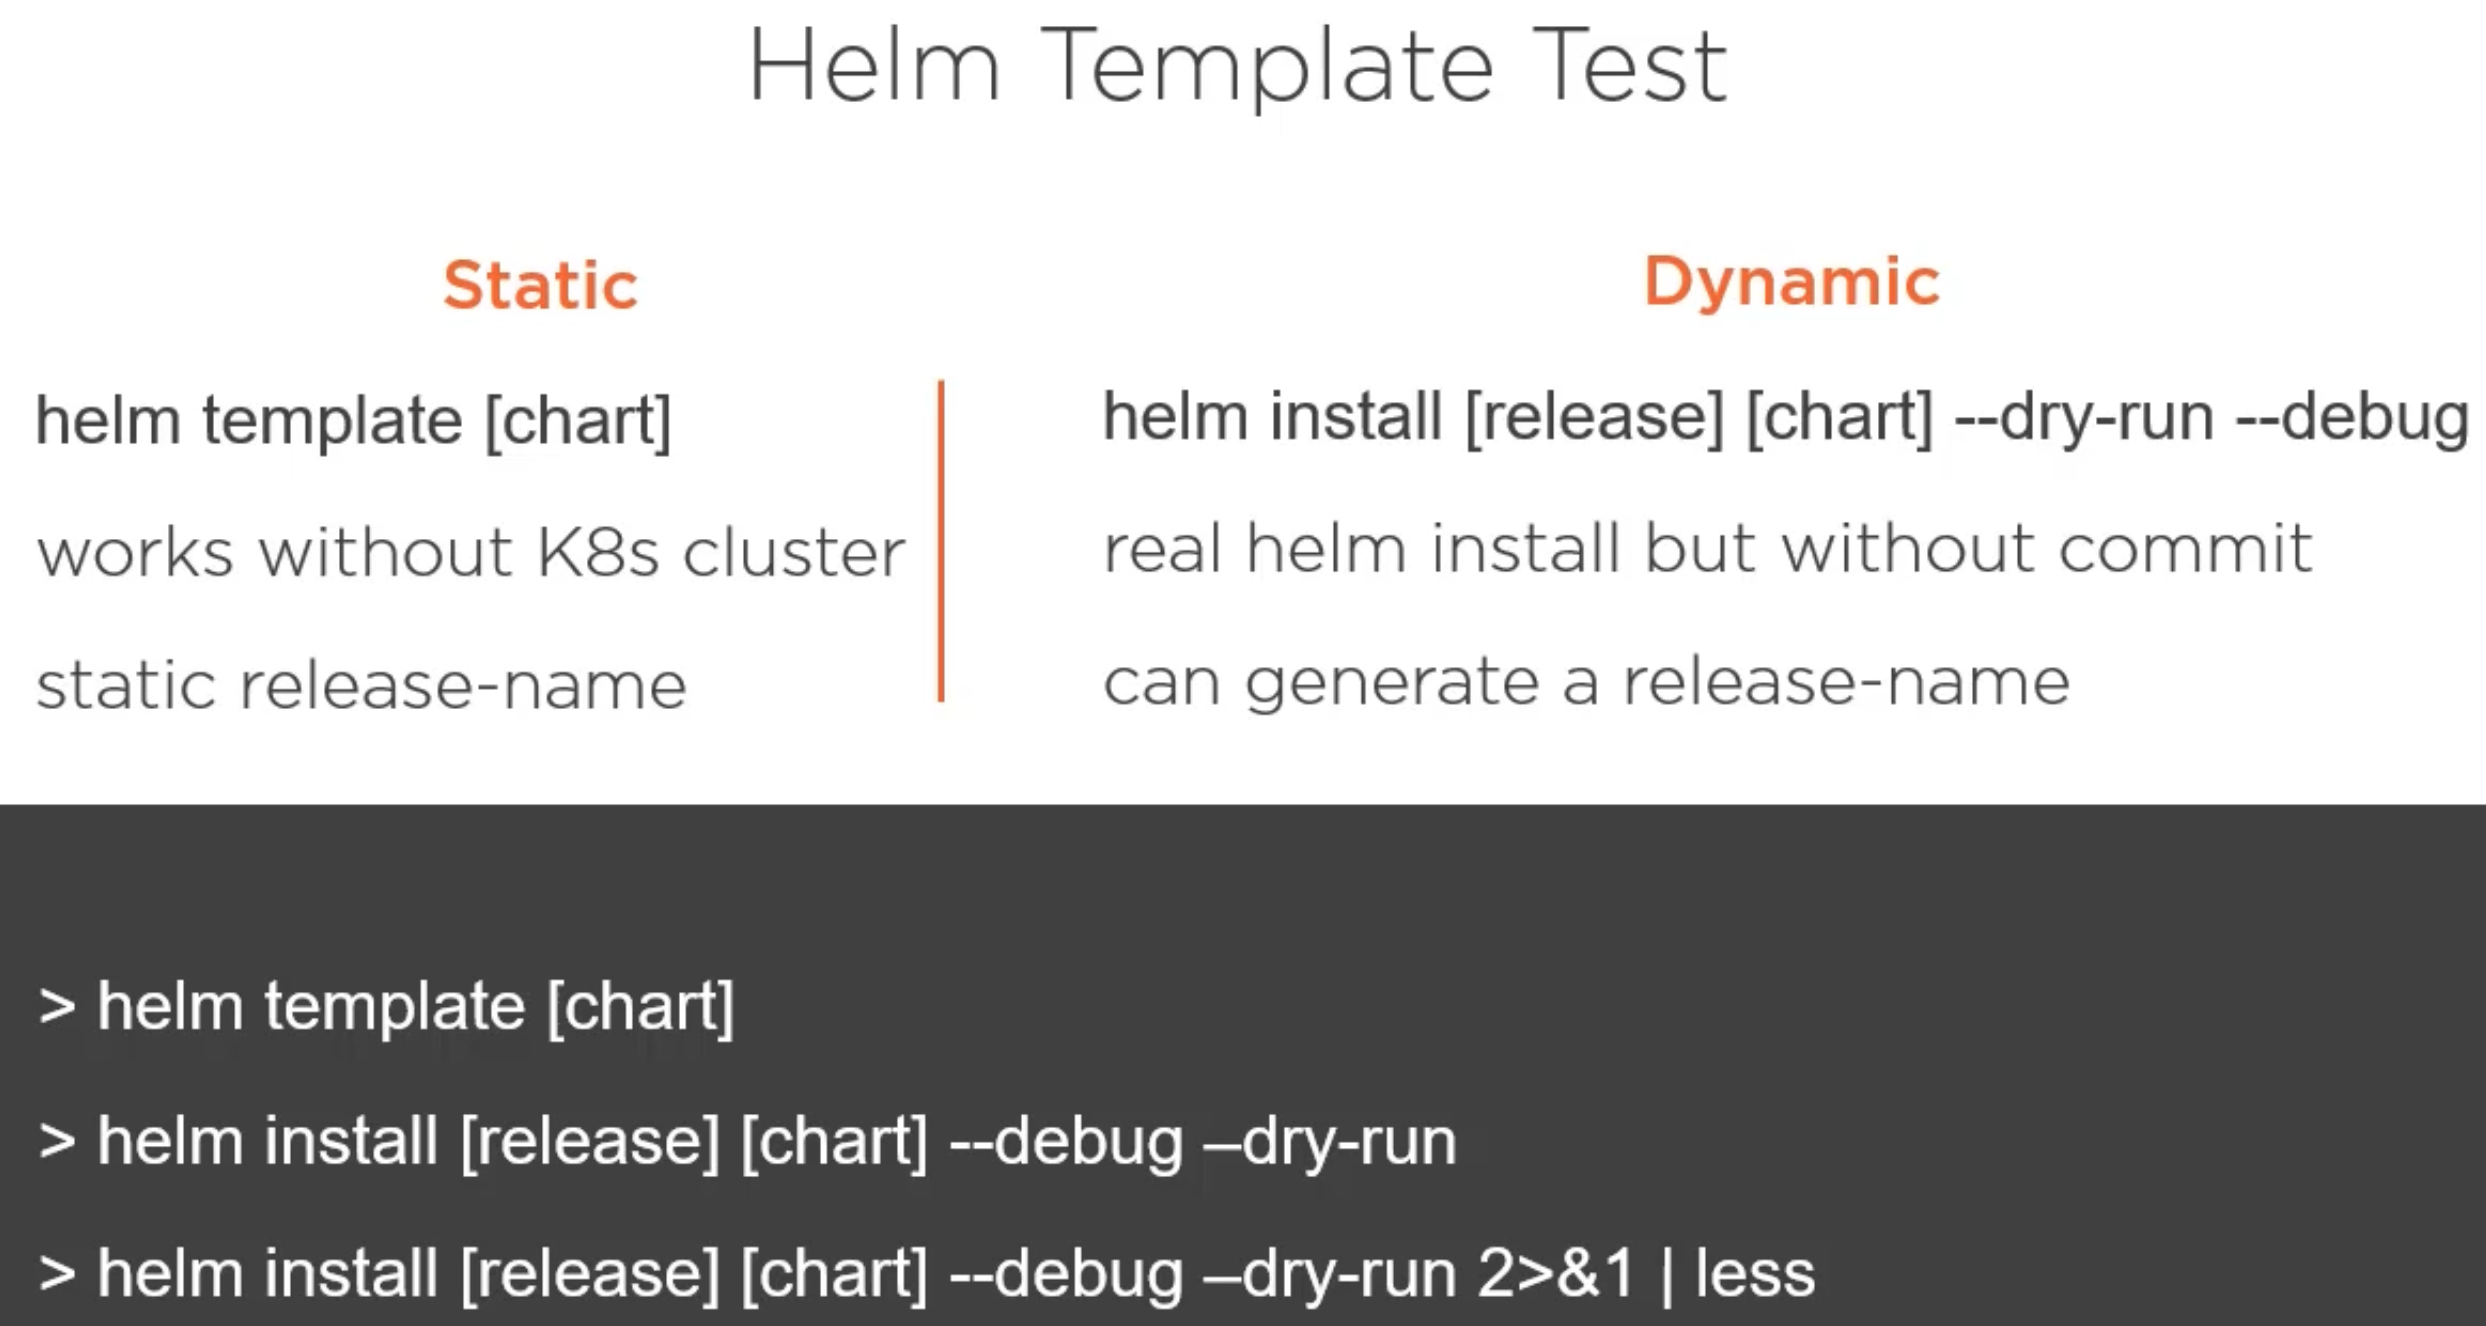 Helm Template Test
Static
helm template [chart]
works without K8s cluster
static release-name
Dynamic
helm install [release] [chart] --dry-run --debug
real helm install but without commit
can generate a release-name
> helm template [chart]
> helm install [release] [chart] --debug –dry-run
> helm install [release] [chart] --debug –dry-run 2>&1 | less